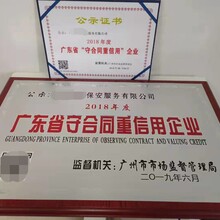 公示证书
2018年度
广东省“守合同重信用”企业
公示:
保安服务有限公司
2018年度
广东省守合同重信用企业
GUANGDONG PROVINCE ENTERPRISE OF OBSERVING CONTRACT AND VALUING CREDIT
监督机关:广州市市场监督管理局
二〇一九年六月